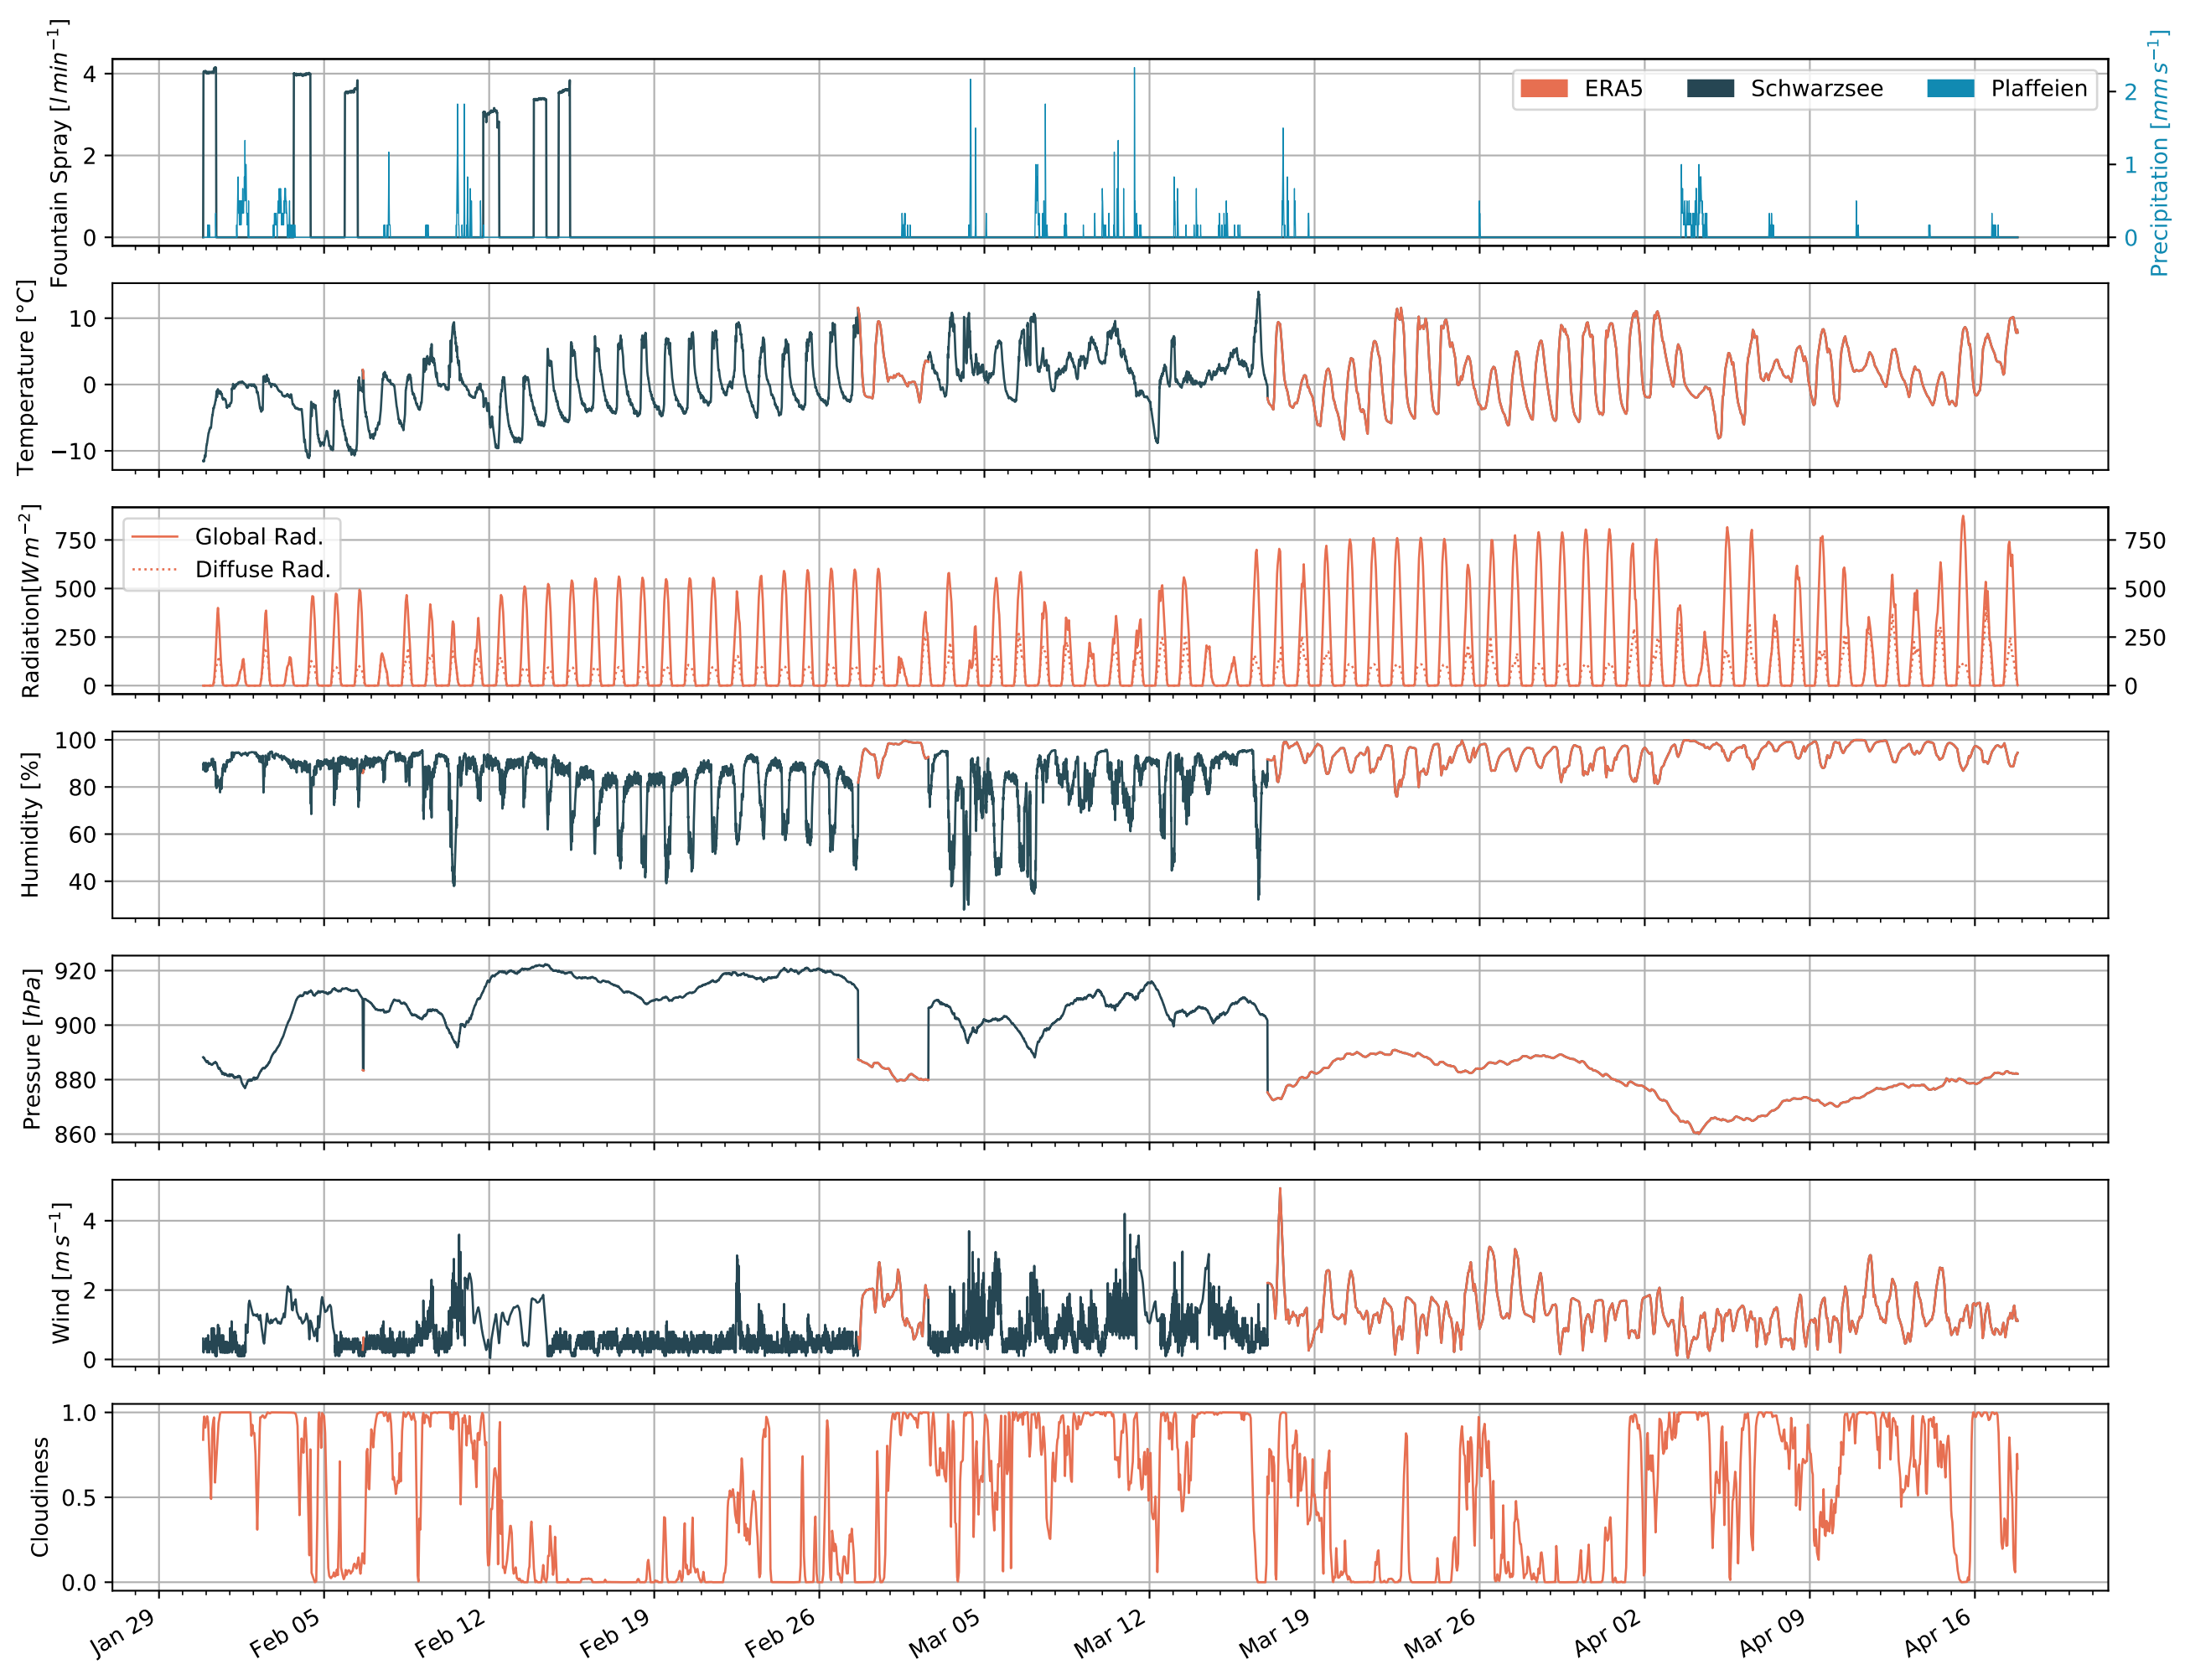 Fountain Spray [l min⁻¹]
4
2
0
ERA5 Schwarzsee Plaffeien
2
1
0
Precipitation [mm s⁻¹]
Temperature [°C]
10
0
−10
Radiation[W m⁻²]
750
500
250
0
Global Rad.
Diffuse Rad.
750
500
250
0
Humidity [%]
100
80
60
40
Pressure [hPa]
920
900
880
860
Wind [m s⁻¹]
4
2
0
Cloudiness
1.0
0.5
0.0
Jan 29 Feb 05 Feb 12 Feb 19 Feb 26 Mar 05 Mar 12 Mar 19 Mar 26 Apr 02 Apr 09 Apr 16